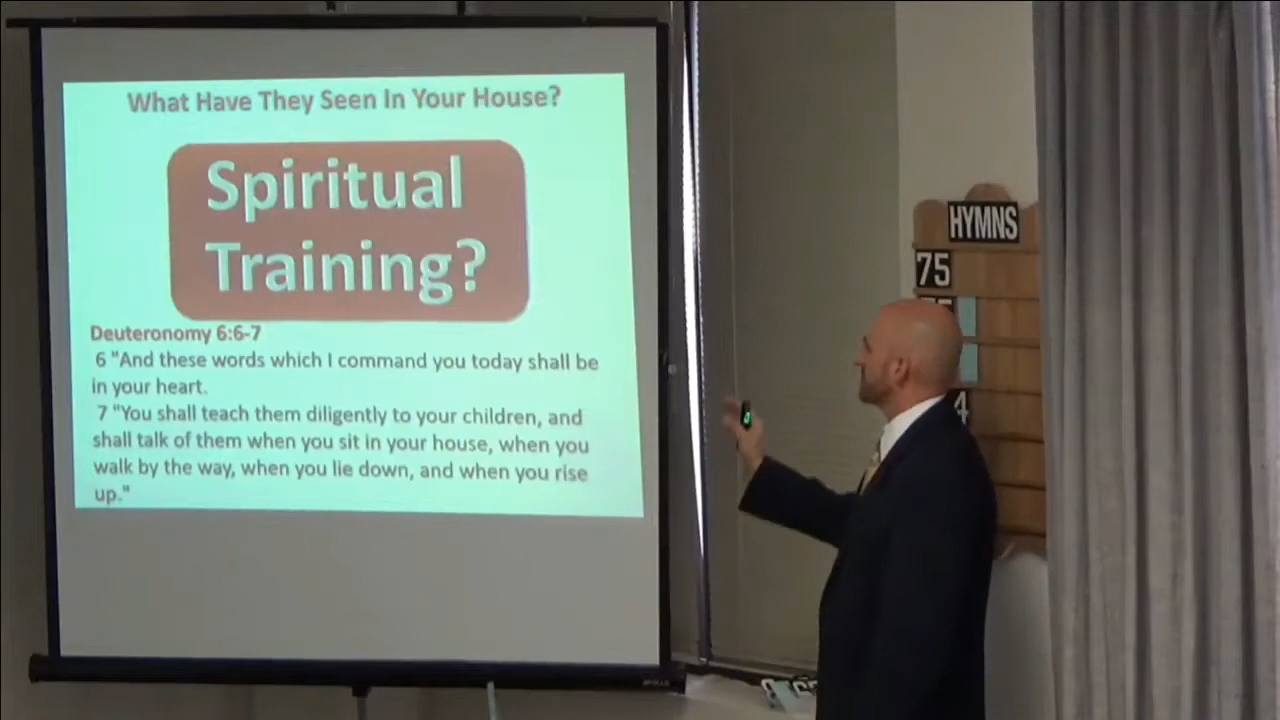 What Have They Seen In Your House?
Spiritual
Training?
Deuteronomy 6:6-7
6 "And these words which I command you today shall be
in your heart.
7 "You shall teach them diligently to your children, and
shall talk of them when you sit in your house, when you
walk by the way, when you lie down, and when you rise
up."
HYMNS
75
4
APOLLO